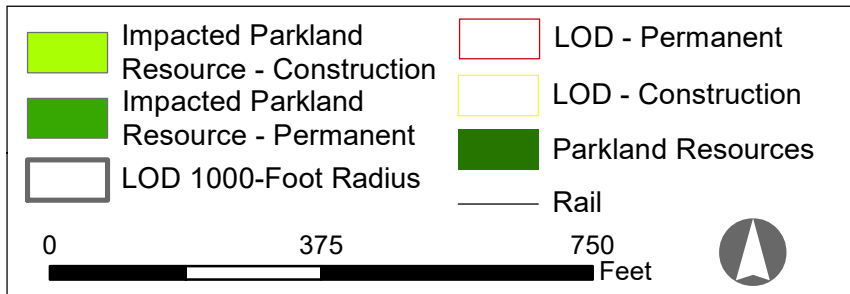 Impacted Parkland
Resource - Construction
Impacted Parkland
Resource - Permanent
LOD 1000-Foot Radius
LOD - Permanent
LOD - Construction
Parkland Resources
Rail
0 375 750
Feet